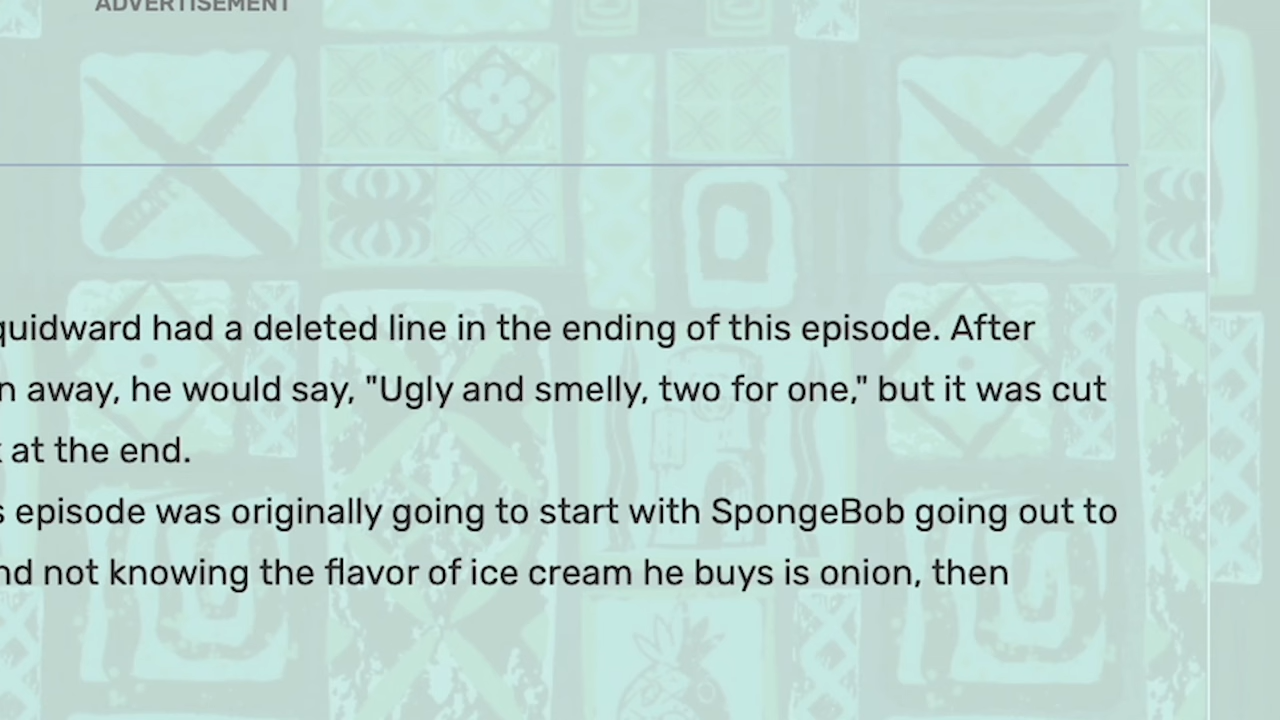 ADVERTISEMENT
quidward had a deleted line in the ending of this episode. After
n away, he would say, "Ugly and smelly, two for one," but it was cut
at the end.
s episode was originally going to start with SpongeBob going out to
nd not knowing the flavor of ice cream he buys is onion, then